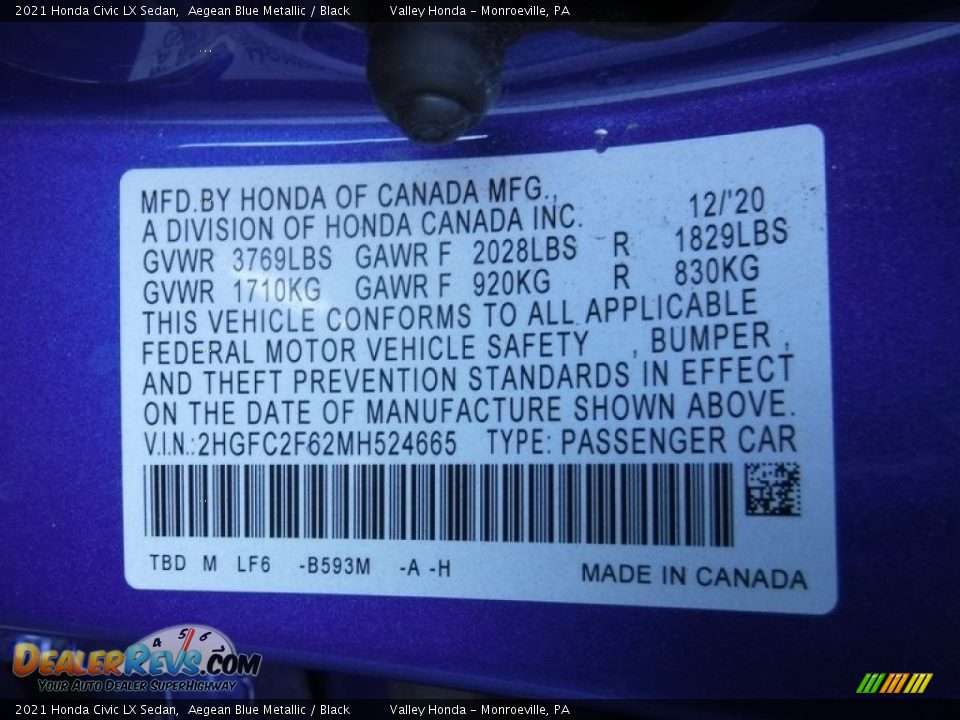 2021 Honda Civic LX Sedan, Aegean Blue Metallic / Black Valley Honda - Monroeville, PA
MFD.BY HONDA OF CANADA MFG.,
A DIVISION OF HONDA CANADA INC. 12/'20
GVWR 3769LBS GAWR F 2028LBS R 1829LBS
GVWR 1710KG GAWR F 920KG R 830KG
THIS VEHICLE CONFORMS TO ALL APPLICABLE
FEDERAL MOTOR VEHICLE SAFETY , BUMPER ,
AND THEFT PREVENTION STANDARDS IN EFFECT
ON THE DATE OF MANUFACTURE SHOWN ABOVE.
V.I.N.:2HGFC2F62MH524665 TYPE: PASSENGER CAR
TBD M LF6 -B593M -A -H MADE IN CANADA
4 5 6
DEALERREVS.COM
YOUR AUTO DEALER SUPERHIGHWAY
2021 Honda Civic LX Sedan, Aegean Blue Metallic / Black Valley Honda - Monroeville, PA